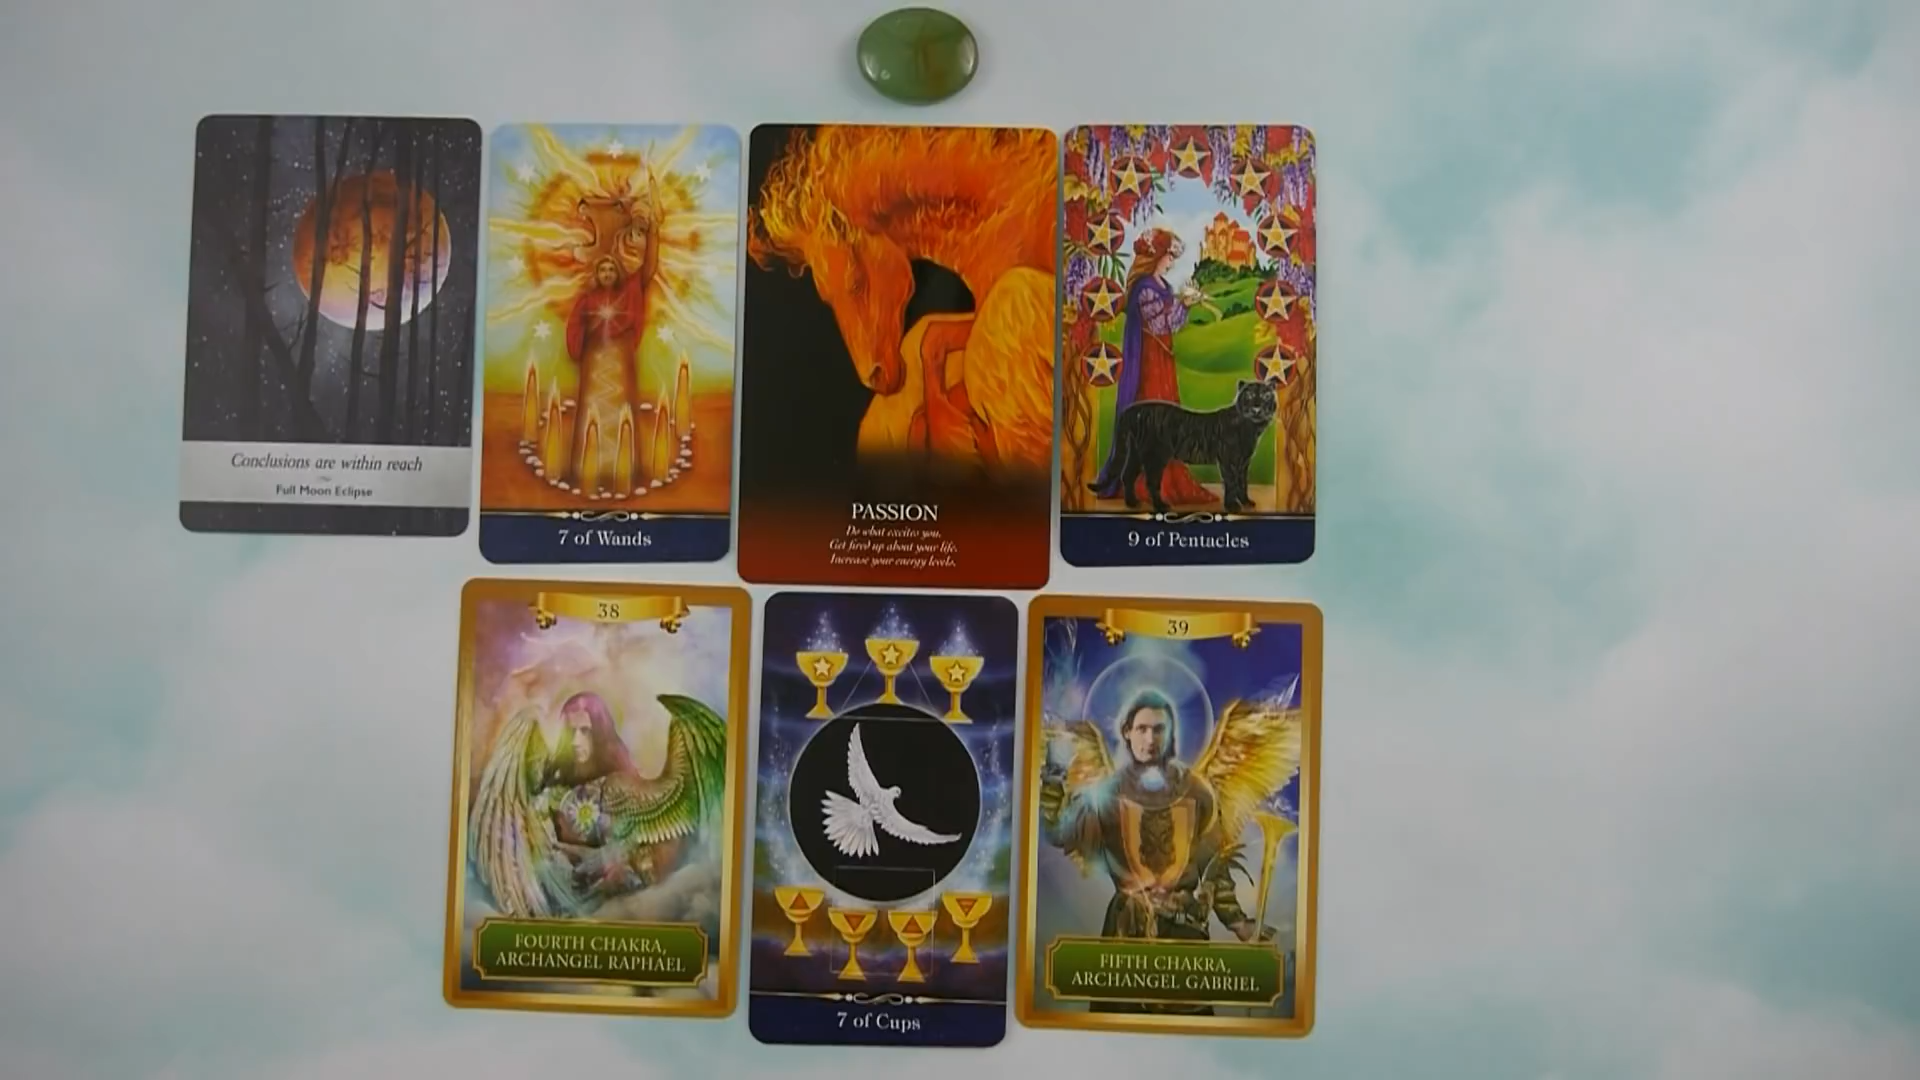 Conclusions are within reach
Full Moon Eclipse
7 of Wands
PASSION
Do what excites you.
Get fired up about your life.
Increase your energy levels.
9 of Pentacles
38
FOURTH CHAKRA,
ARCHANGEL RAPHAEL
7 of Cups
39
FIFTH CHAKRA,
ARCHANGEL GABRIEL